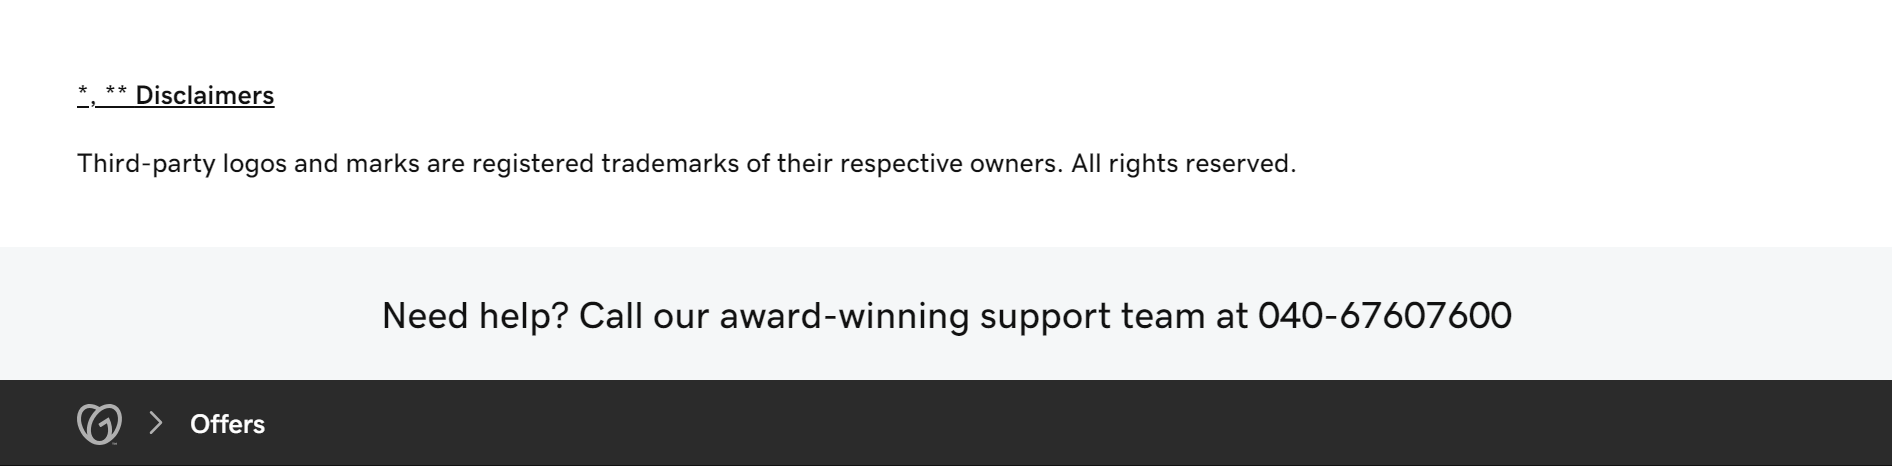 *, ** Disclaimers
Third-party logos and marks are registered trademarks of their respective owners. All rights reserved.
Need help? Call our award-winning support team at 040-67607600
Offers